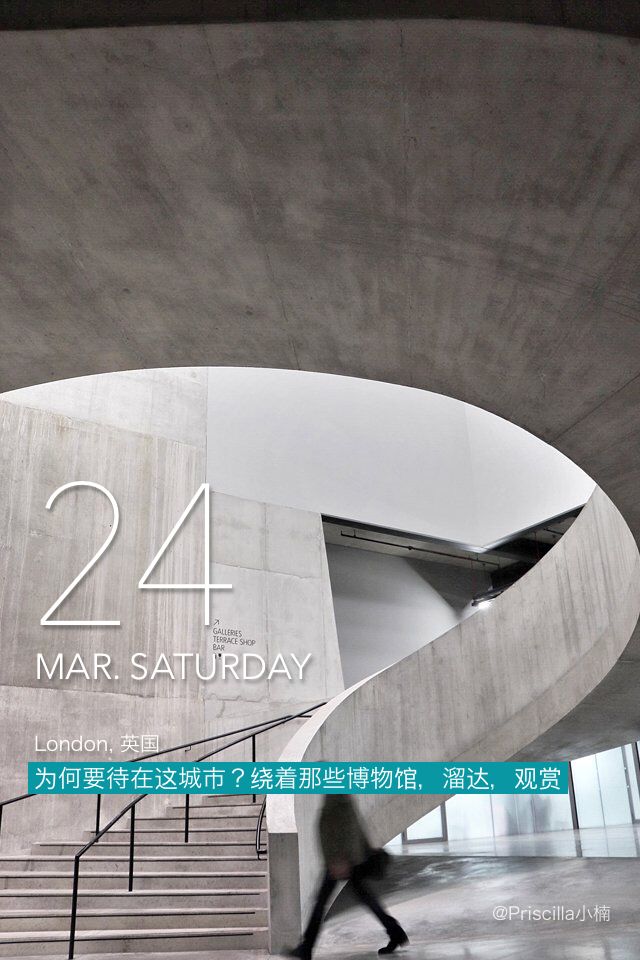 24
↗
GALLERIES
TERRACE SHOP
BAR
MAR. SATURDAY
London, 英国
为何要待在这城市？绕着那些博物馆，溜达，观赏
@Priscilla小楠